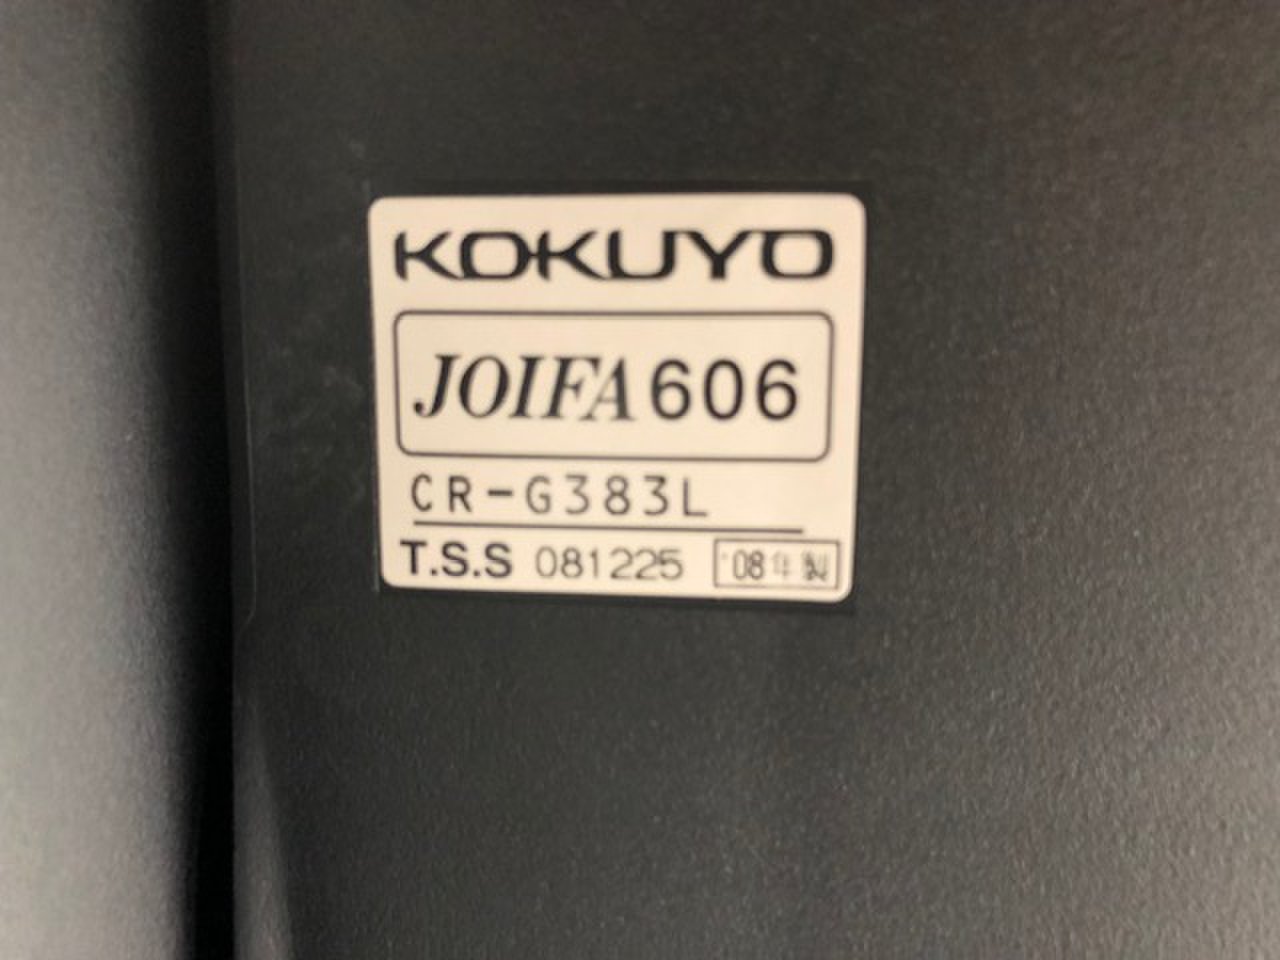 KOKUYO
JOIFA 606
CR-G383L
T.S.S 081225 '08年製